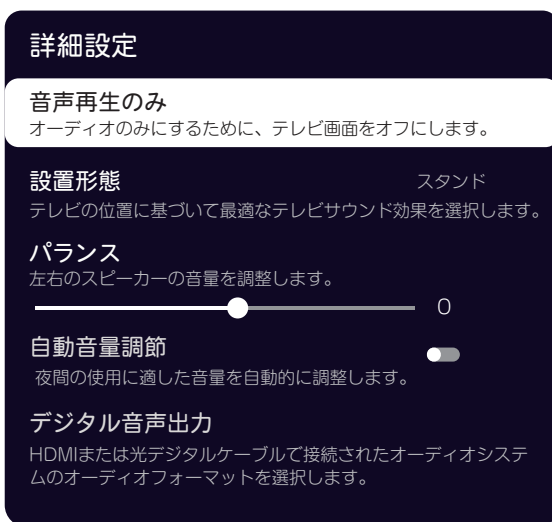 詳細設定
音声再生のみ
オーディオのみにするために、テレビ画面をオフにします。
設置形態 スタンド
テレビの位置に基づいて最適なテレビサウンド効果を選択します。
バランス
左右のスピーカーの音量を調整します。
0
自動音量調節
夜間の使用に適した音量を自動的に調整します。
デジタル音声出力
HDMIまたは光デジタルケーブルで接続されたオーディオシステ
ムのオーディオフォーマットを選択します。